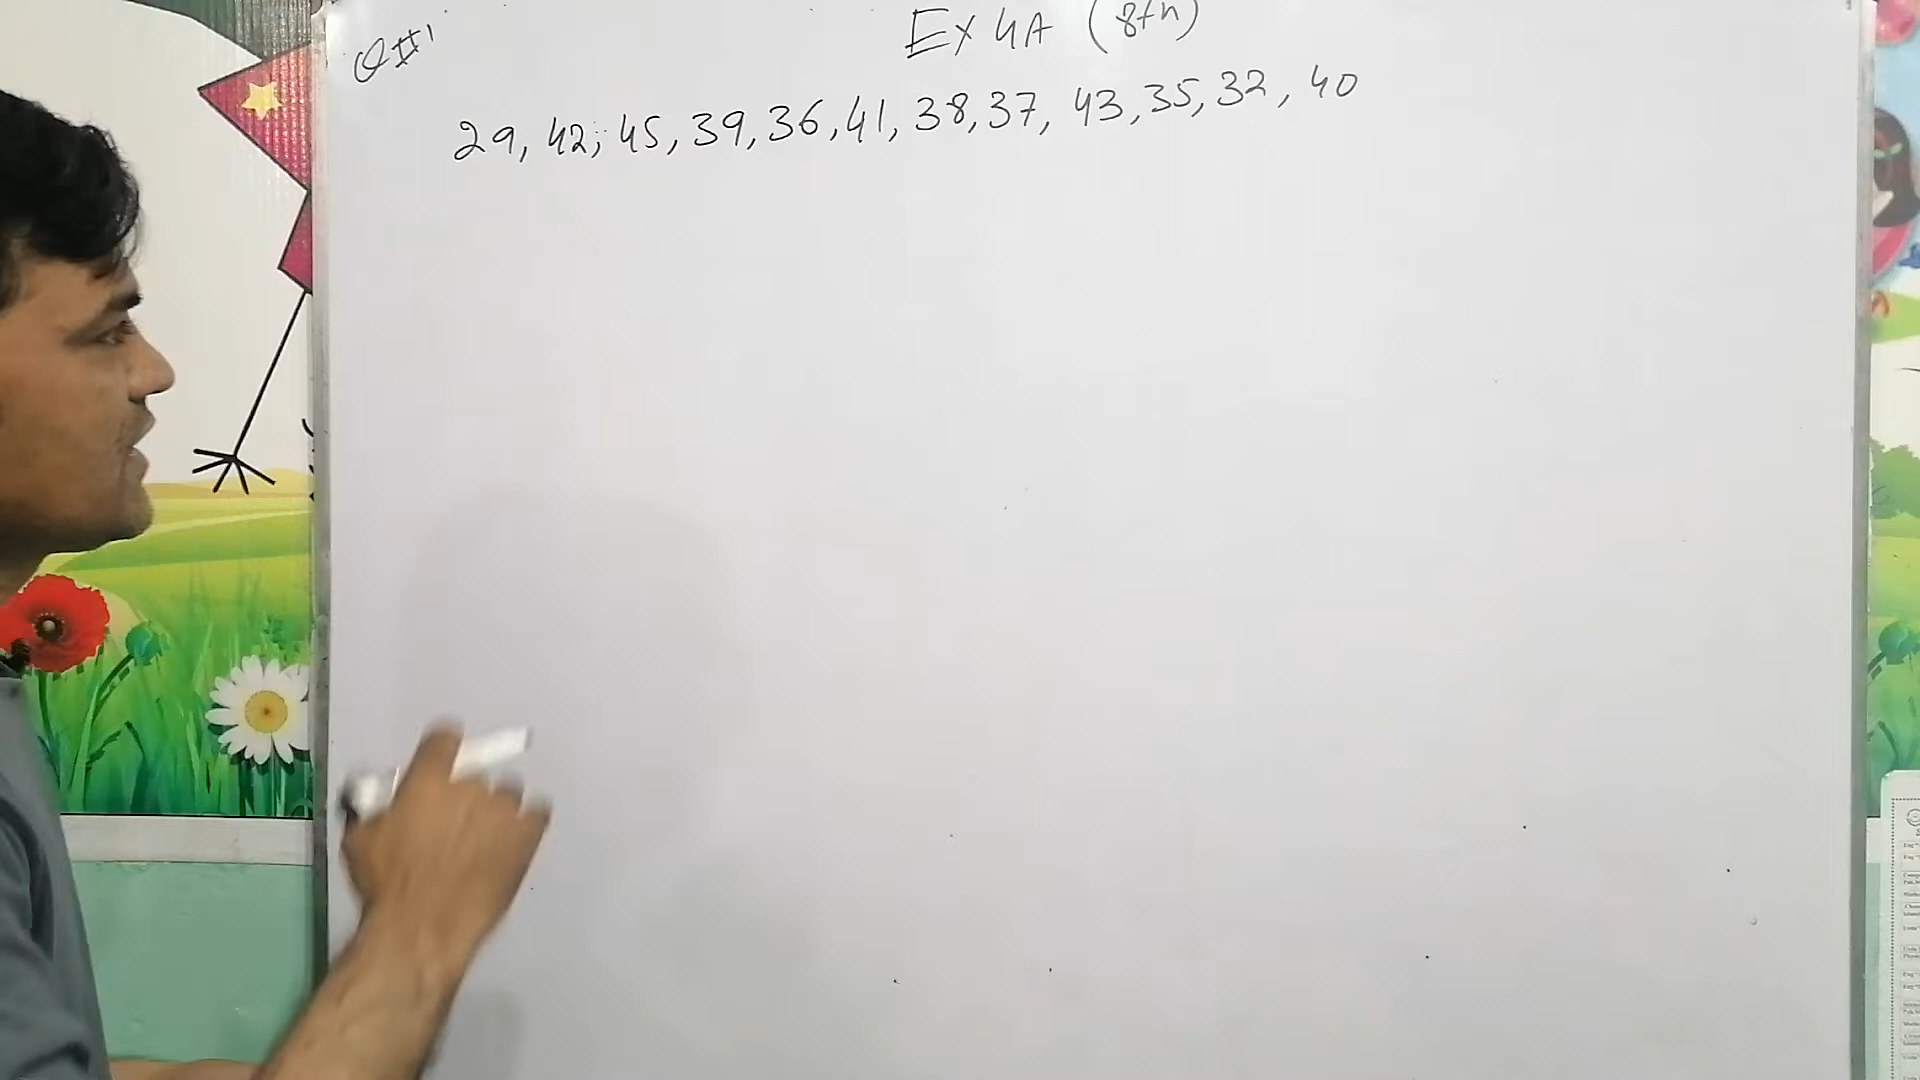 Ex 4A (8th)
Q#1
29, 42, 45, 39, 36, 41, 38, 37, 43, 35, 32, 40